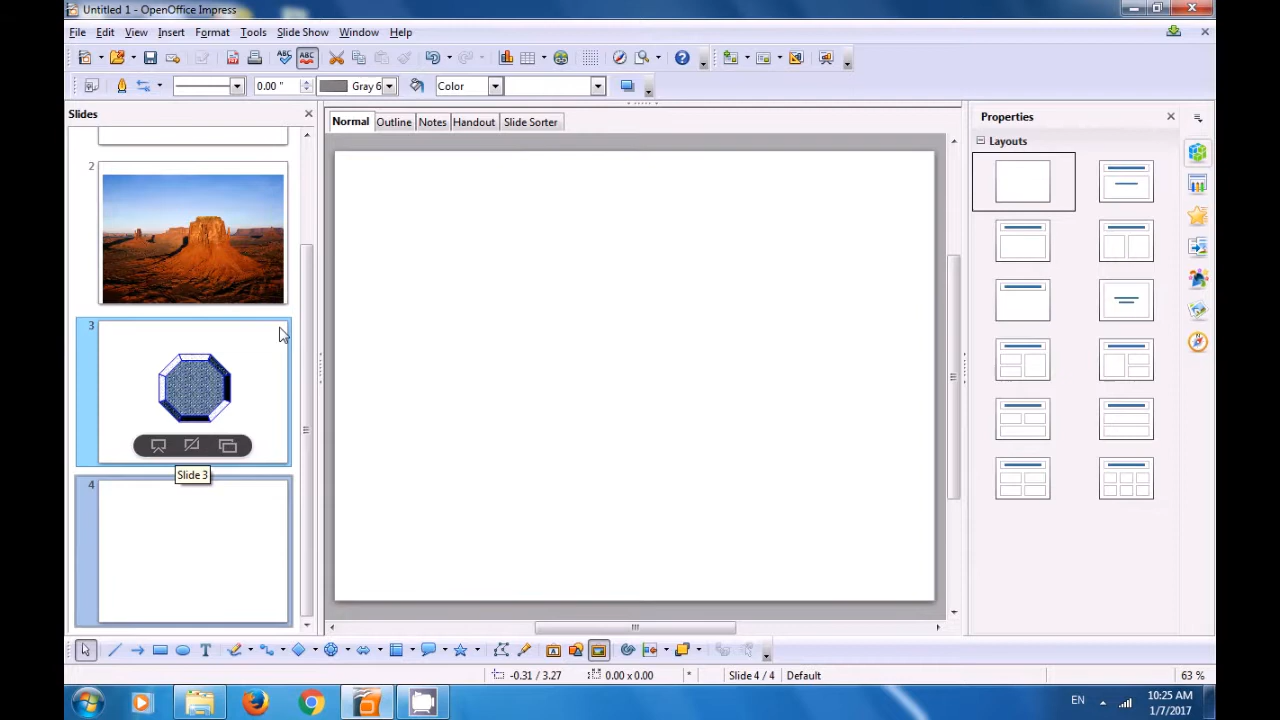 Untitled 1 - OpenOffice Impress
File Edit View Insert Format Tools Slide Show Window Help
0.00 " Gray 6 Color
Slides
Normal Outline Notes Handout Slide Sorter
Properties
Layouts
2
3
Slide 3
4
-0.31 / 3.27 0.00 x 0.00 * Slide 4 / 4 Default 63 %
EN 10:25 AM
1/7/2017